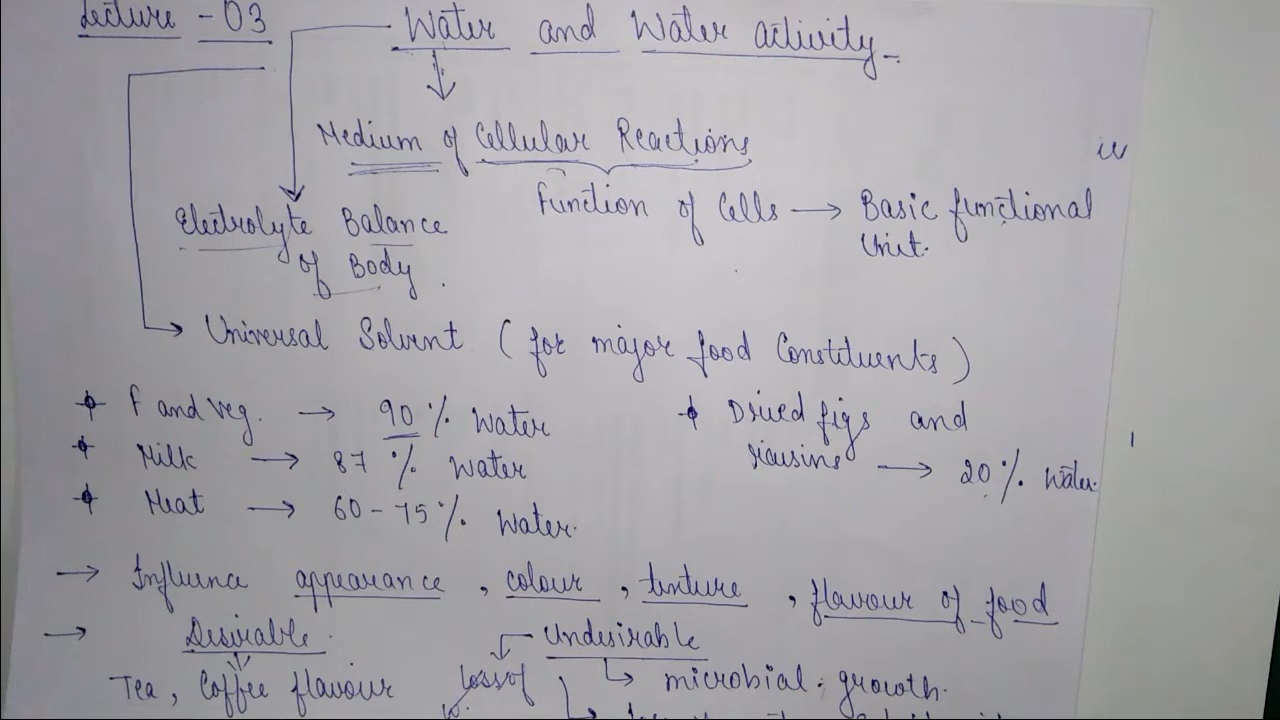 Lecture - 03
Water and Water activity.
Medium of Cellular Reactions
Function of Cells → Basic functional Unit.
Electrolyte Balance
of Body.
Universal Solvent (for major food Constituents)
F and Veg. → 90% Water
Milk → 87% Water
Meat → 60 - 75% Water.
Dried figs and
raisins → 20% Water.
→ Influence appearance, colour, texture, flavour of food
→ Desirable.
Undesirable
Tea, Coffee flavour
loss of
microbial growth.